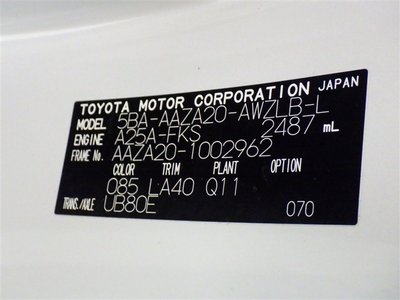 TOYOTA MOTOR CORPORATION JAPAN
MODEL 5BA-AAZA20-AWZLB-L
ENGINE A25A-FKS 2487 mL
FRAME No. AAZA20-1002962
COLOR TRIM PLANT OPTION
085 LA40 Q11
TRANS./AXLE UB80E 070